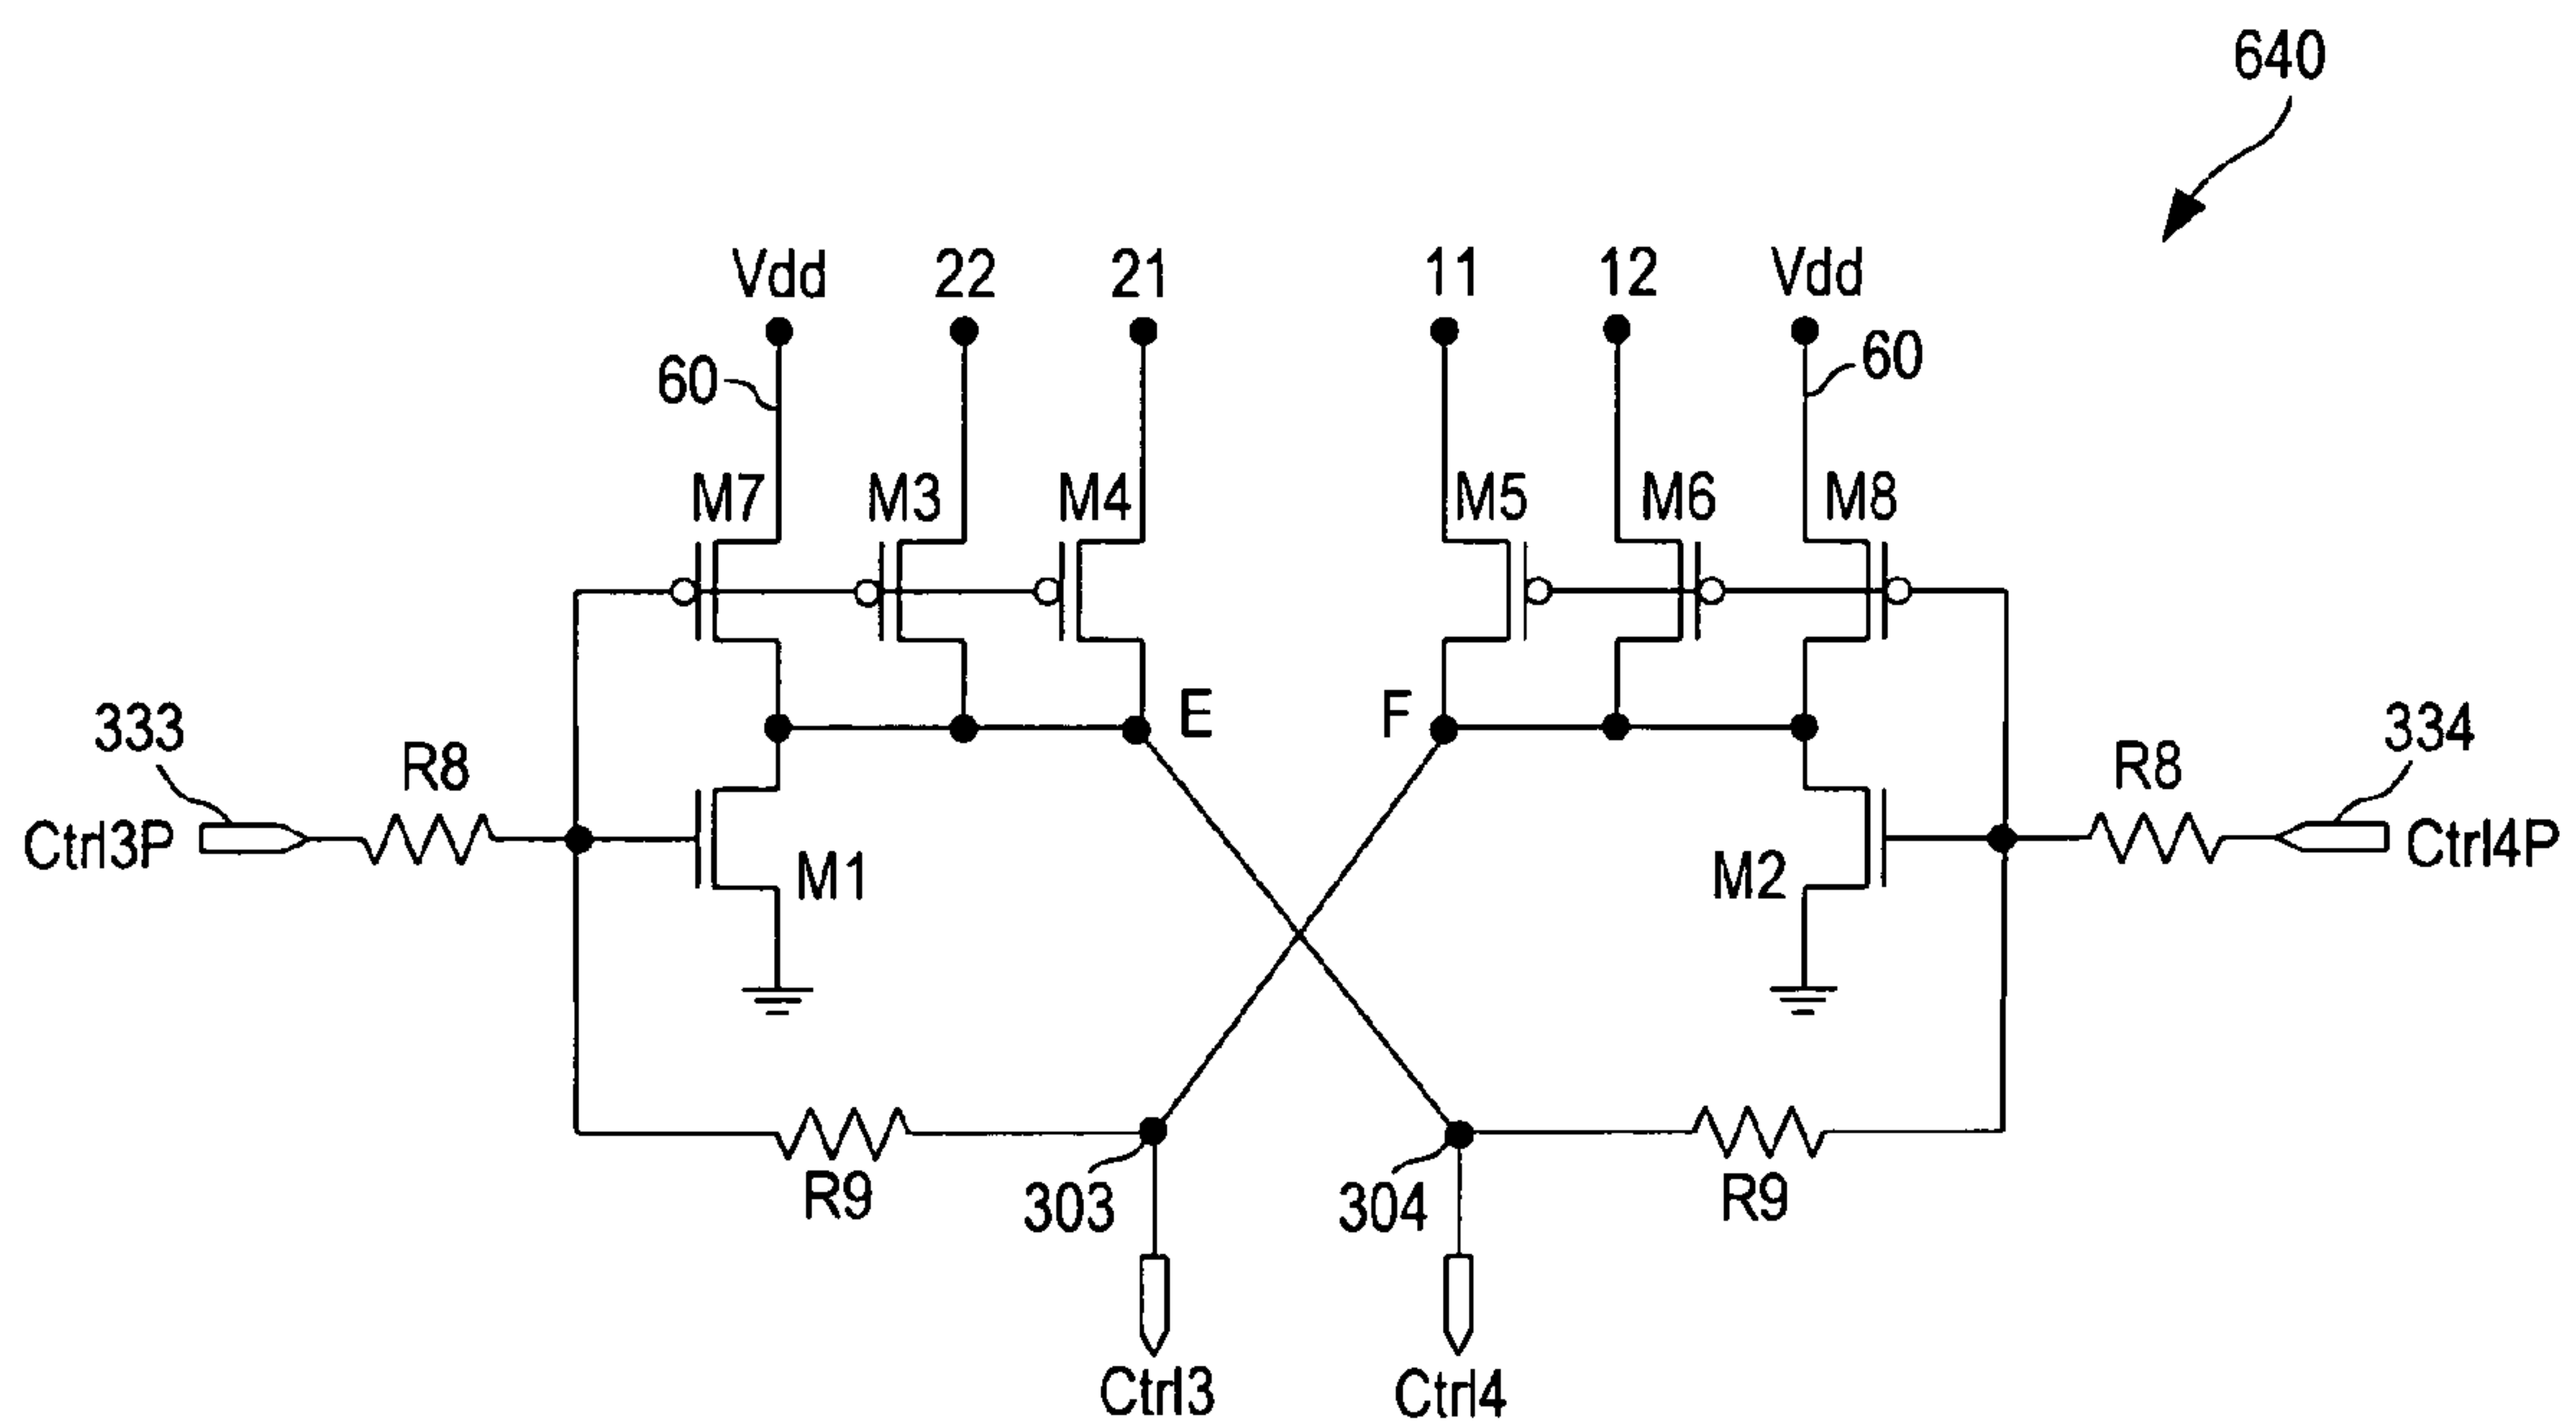 640
Vdd 22 21 11 12 Vdd
60 60
M7 M3 M4 M5 M6 M8
E F
333 R8 R8 334
Ctrl3P M1 M2 Ctrl4P
R9 303 304 R9
Ctrl3 Ctrl4